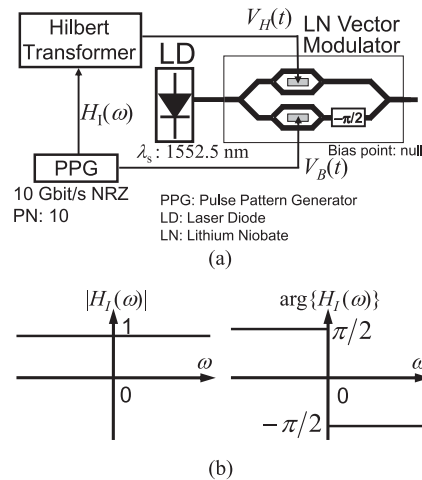 (a)
V_H(t)
LN Vector
Modulator
Hilbert
Transformer
LD
H_I(ω)
−π/2
λ_s: 1552.5 nm
Bias point: null
PPG
V_B(t)
10 Gbit/s NRZ
PN: 10
PPG: Pulse Pattern Generator
LD: Laser Diode
LN: Lithium Niobate
(a)
|H_I(ω)|
1
ω
0
arg{H_I(ω)}
π/2
ω
0
−π/2
(b)